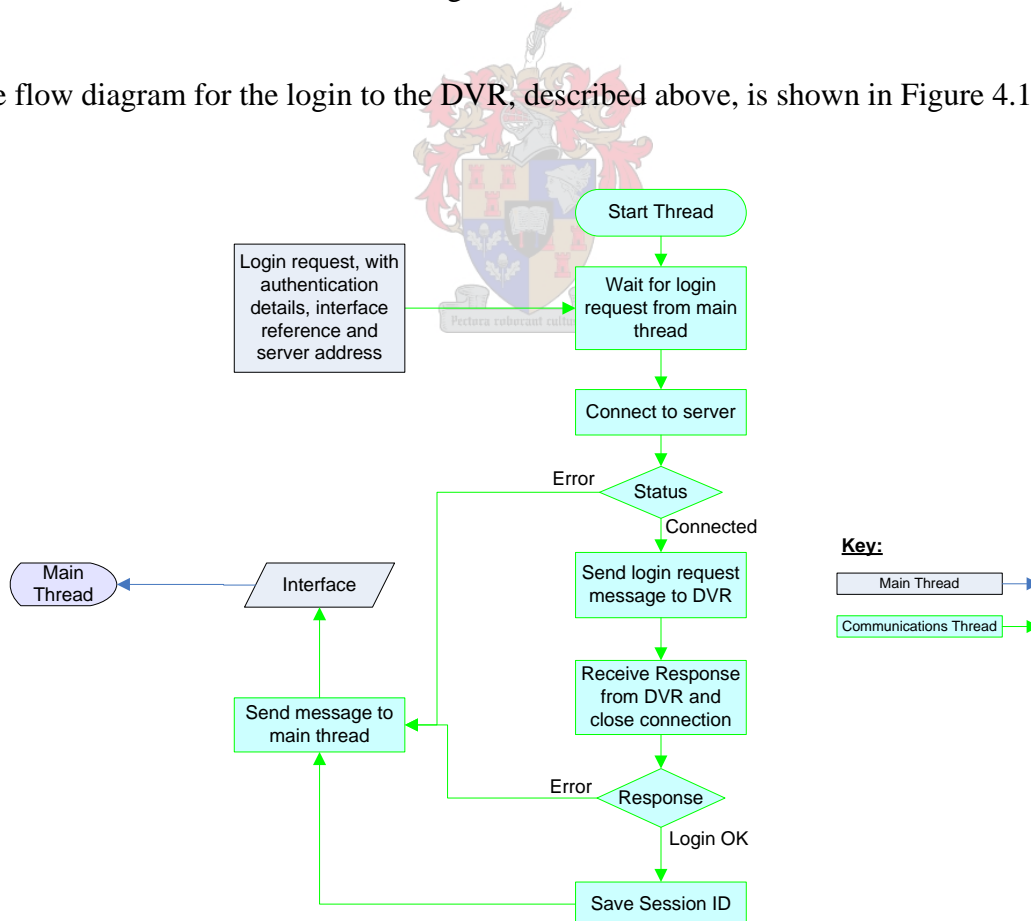 e flow diagram for the login to the DVR, described above, is shown in Figure 4.1
Start Thread
Login request, with
authentication
details, interface
reference and
server address
Wait for login
request from main
thread
Pectora roborant cultus
Connect to server
Error
Status
Connected
Key:
Main
Thread
Interface
Send login request
message to DVR
Main Thread
Communications Thread
Receive Response
from DVR and
close connection
Send message to
main thread
Error
Response
Login OK
Save Session ID